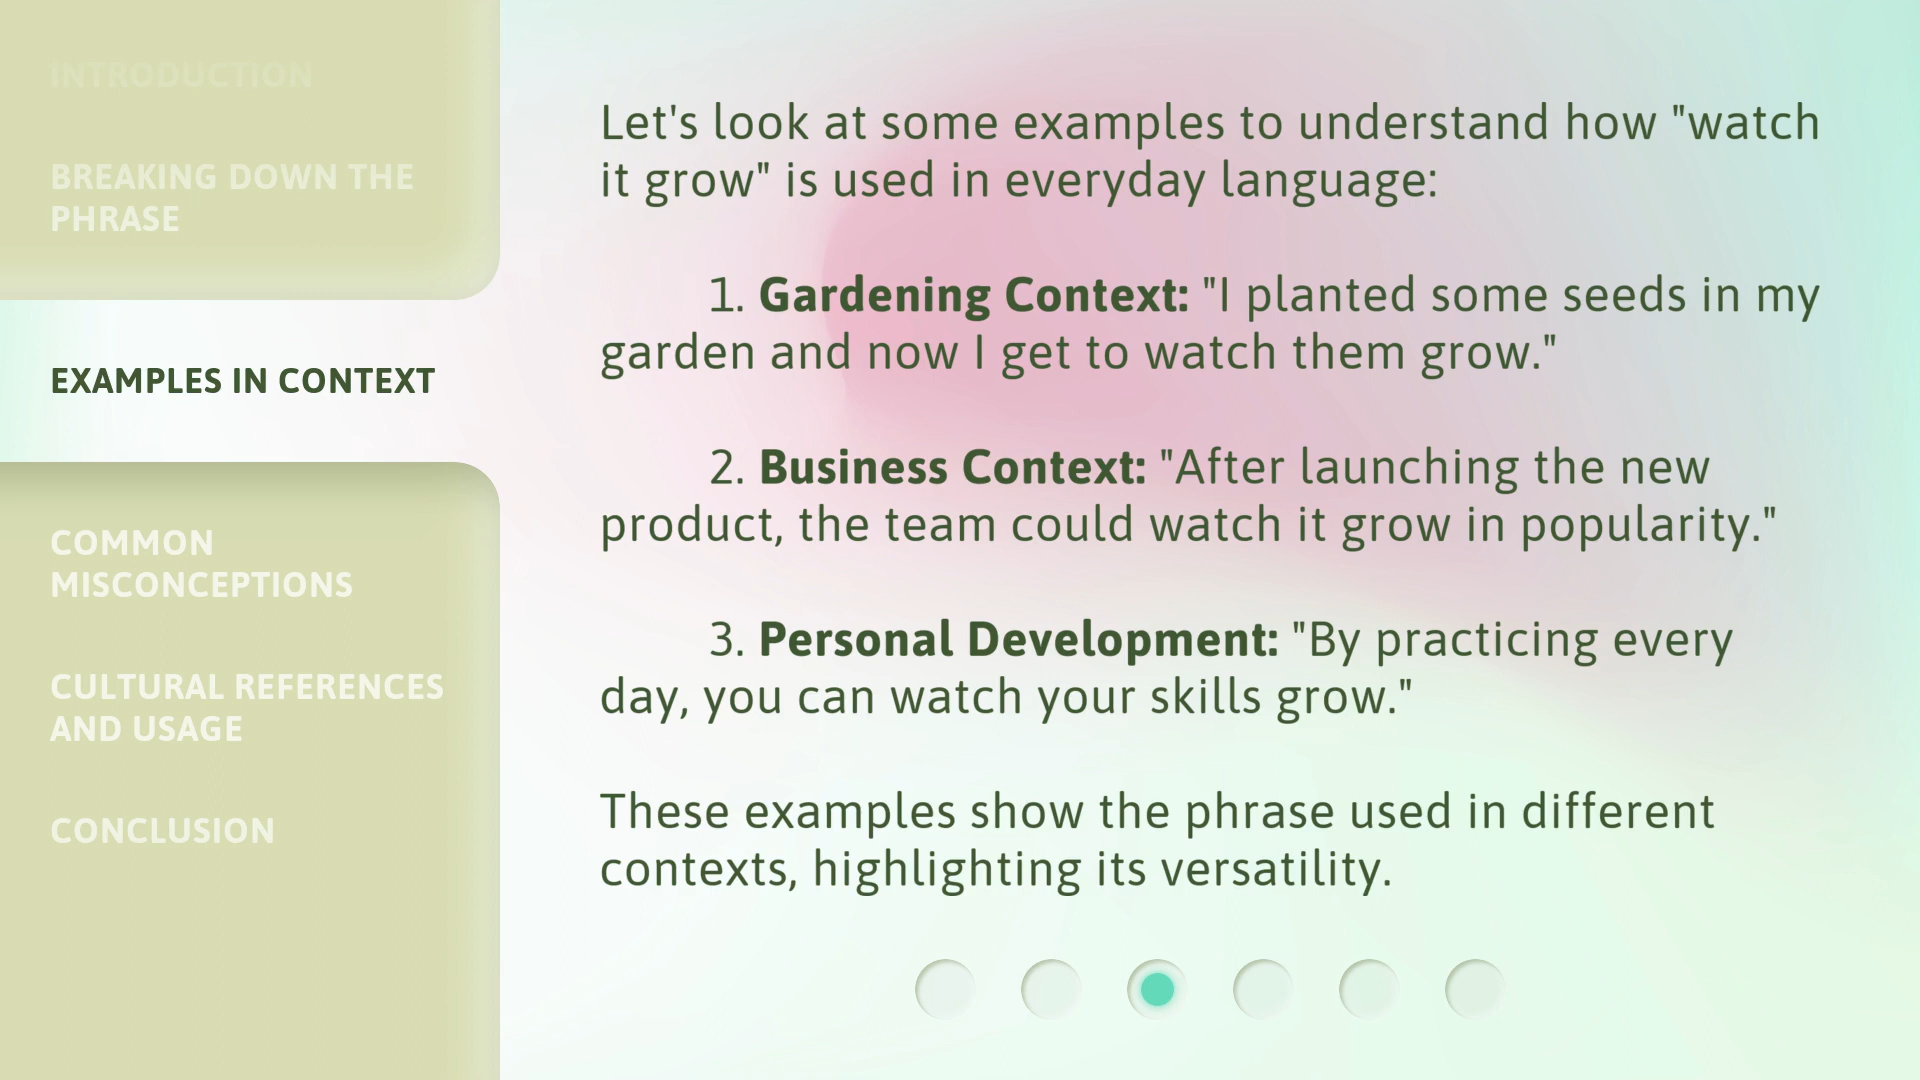 INTRODUCTION
BREAKING DOWN THE
PHRASE
EXAMPLES IN CONTEXT
COMMON
MISCONCEPTIONS
CULTURAL REFERENCES
AND USAGE
CONCLUSION
Let's look at some examples to understand how "watch
it grow" is used in everyday language:
1. Gardening Context: "I planted some seeds in my
garden and now I get to watch them grow."
2. Business Context: "After launching the new
product, the team could watch it grow in popularity."
3. Personal Development: "By practicing every
day, you can watch your skills grow."
These examples show the phrase used in different
contexts, highlighting its versatility.